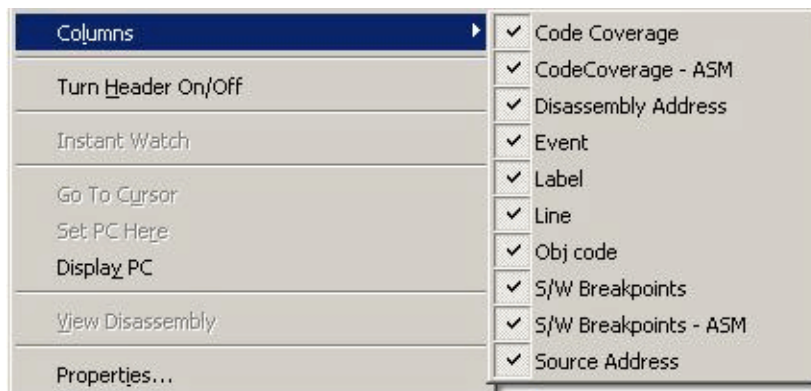 Columns
Turn Header On/Off
Instant Watch
Go To Cursor
Set PC Here
Display PC
View Disassembly
Properties...
Code Coverage
CodeCoverage - ASM
Disassembly Address
Event
Label
Line
Obj code
S/W Breakpoints
S/W Breakpoints - ASM
Source Address